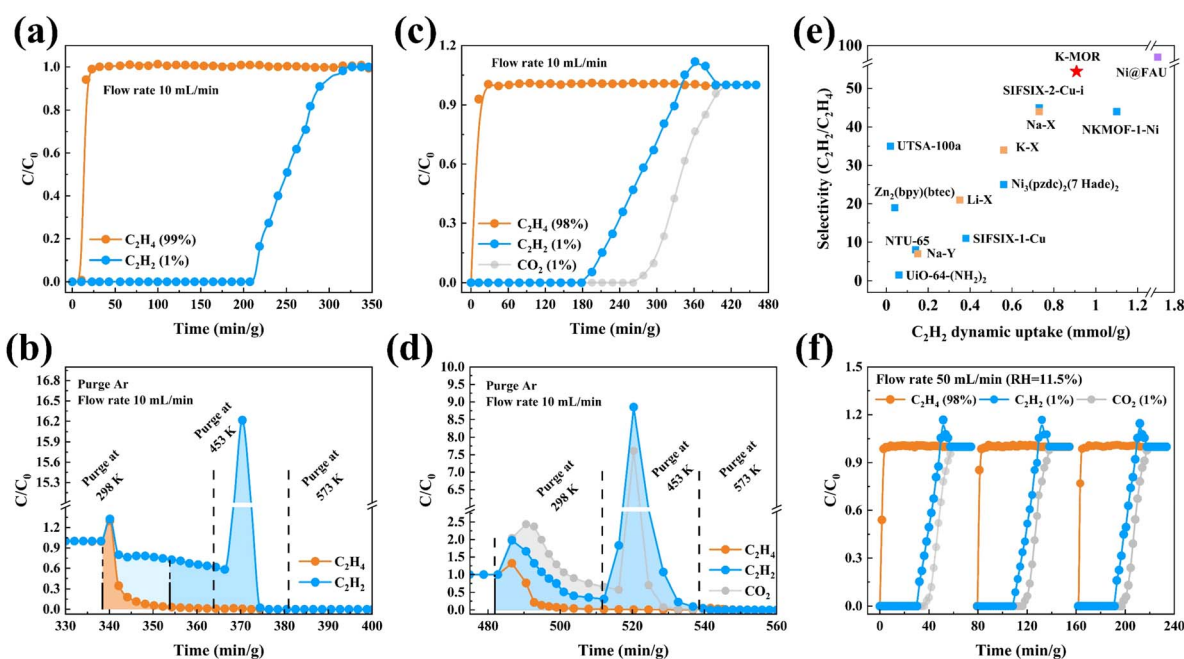 (a)
1.0
0.8
0.6
0.4
0.2
0.0
C/C₀
Flow rate 10 mL/min
C₂H₄ (99%)
C₂H₂ (1%)
0 50 100 150 200 250 300 350
Time (min/g)
(c)
1.2
0.9
0.6
0.3
0.0
C/C₀
Flow rate 10 mL/min
C₂H₄ (98%)
C₂H₂ (1%)
CO₂ (1%)
0 60 120 180 240 300 360 420 480
Time (min/g)
(e)
100
50
40
30
20
10
0
Selectivity (C₂H₂/C₂H₄)
K-MOR
Ni@FAU
SIFSIX-2-Cu-i
Na-X
NKMOF-1-Ni
UTSA-100a
K-X
Ni₃(pzdc)₂(7 Hade)₂
Zn₂(bpy)(btec)
Li-X
NTU-65
SIFSIX-1-Cu
Na-Y
UiO-64-(NH₂)₂
0.0 0.2 0.4 0.6 0.8 1 1.2 1.8
C₂H₂ dynamic uptake (mmol/g)
(b)
16.8
16.5
16.2
15.9
15.6
15.3
1.2
0.9
0.6
0.3
0.0
C/C₀
Purge Ar
Flow rate 10 mL/min
Purge at
298 K
Purge at
453 K
Purge at
573 K
C₂H₄
C₂H₂
330 340 350 360 370 380 390 400
Time (min/g)
(d)
10.0
9.5
9.0
8.5
8.0
7.5
7.0
6.5
6.0
2.5
2.0
1.5
1.0
0.5
0.0
C/C₀
Purge Ar
Flow rate 10 mL/min
Purge at
298 K
Purge at
453 K
Purge at
573 K
C₂H₄
C₂H₂
CO₂
480 500 520 540 560
Time (min/g)
(f)
1.5
1.2
0.9
0.6
0.3
0.0
C/C₀
Flow rate 50 mL/min (RH=11.5%)
C₂H₄ (98%) C₂H₂ (1%) CO₂ (1%)
0 40 80 120 160 200 240
Time (min/g)